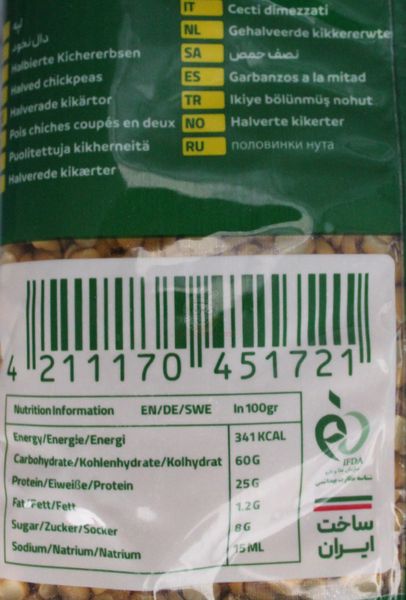 لپه
دال نخود
Halbierte Kichererbsen
Halved chickpeas
Halverade kikärtor
Pois chiches coupés en deux
Puolitettuja kikherneitä
Halverede kikærter
IT Cecti dimezzati
NL Gehalveerde kikkererwte
SA نصف حمص
ES Garbanzos a la mitad
TR Ikiye bölünmüş nohut
NO Halverte kikerter
RU половинки нута
4 211170 451721
Nutrition Information EN/DE/SWE In 100gr
Energy/Energie/Energi 341 KCAL
Carbohydrate/Kohlenhydrate/Kolhydrat 60G
Protein/Eiweiße/Protein 25G
Fat/Fett/Fett 1.2G
Sugar/Zucker/Socker 8G
Sodium/Natrium/Natrium 15ML
IFDA
سازمان غذا و دارو
ساخت
ایران